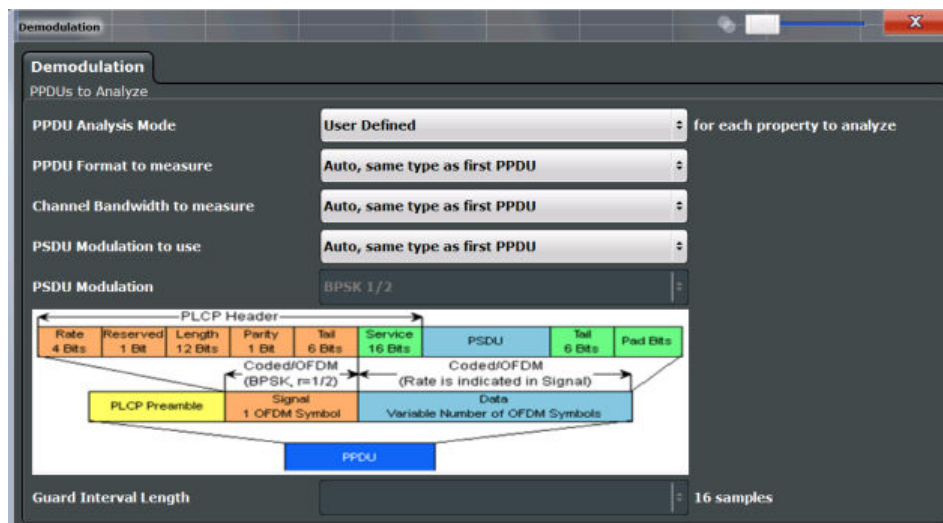 Demodulation
X
Demodulation
PPDUs to Analyze
PPDU Analysis Mode
User Defined
for each property to analyze
PPDU Format to measure
Auto, same type as first PPDU
Channel Bandwidth to measure
Auto, same type as first PPDU
PSDU Modulation to use
Auto, same type as first PPDU
PSDU Modulation
BPSK 1/2
PLCP Header
Rate
4 Bits
Reserved
1 Bit
Length
12 Bits
Parity
1 Bit
Tail
6 Bits
Service
16 Bits
PSDU
Tail
6 Bits
Pad Bits
Coded/OFDM
(BPSK, r=1/2)
Coded/OFDM
(Rate is indicated in Signal)
PLCP Preamble
Signal
1 OFDM Symbol
Data
Variable Number of OFDM Symbols
PPDU
Guard Interval Length
16 samples